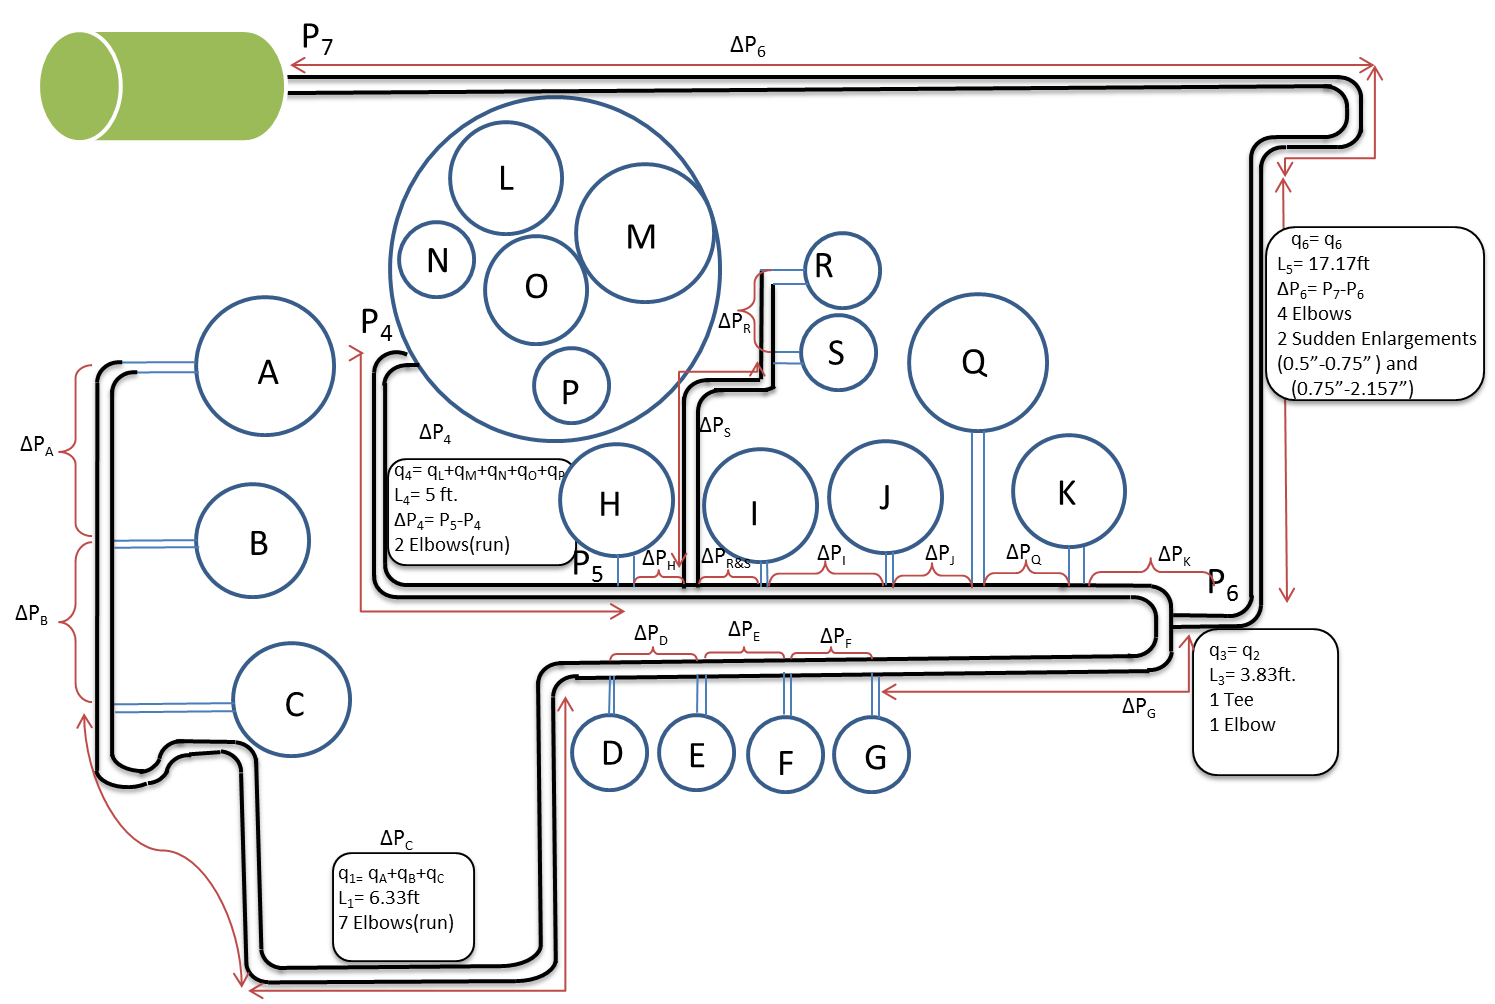 P7
ΔP6
L
M
N
O
P
R
ΔPR
S
P4
A
Q
q6= q6
L5= 17.17ft
ΔP6= P7-P6
4 Elbows
2 Sudden Enlargements
(0.5”-0.75” ) and
(0.75”-2.157”)
ΔPA
ΔP4
q4= qL+qM+qN+qO+qP
L4= 5 ft.
ΔP4= P5-P4
2 Elbows(run)
ΔPS
H
I
J
K
B
P5
ΔPH
ΔPR&S
ΔPI
ΔPJ
ΔPQ
ΔPK
P6
ΔPB
ΔPD
ΔPE
ΔPF
q3= q2
L3= 3.83ft.
1 Tee
1 Elbow
ΔPG
C
D
E
F
G
ΔPC
q1= qA+qB+qC
L1= 6.33ft
7 Elbows(run)